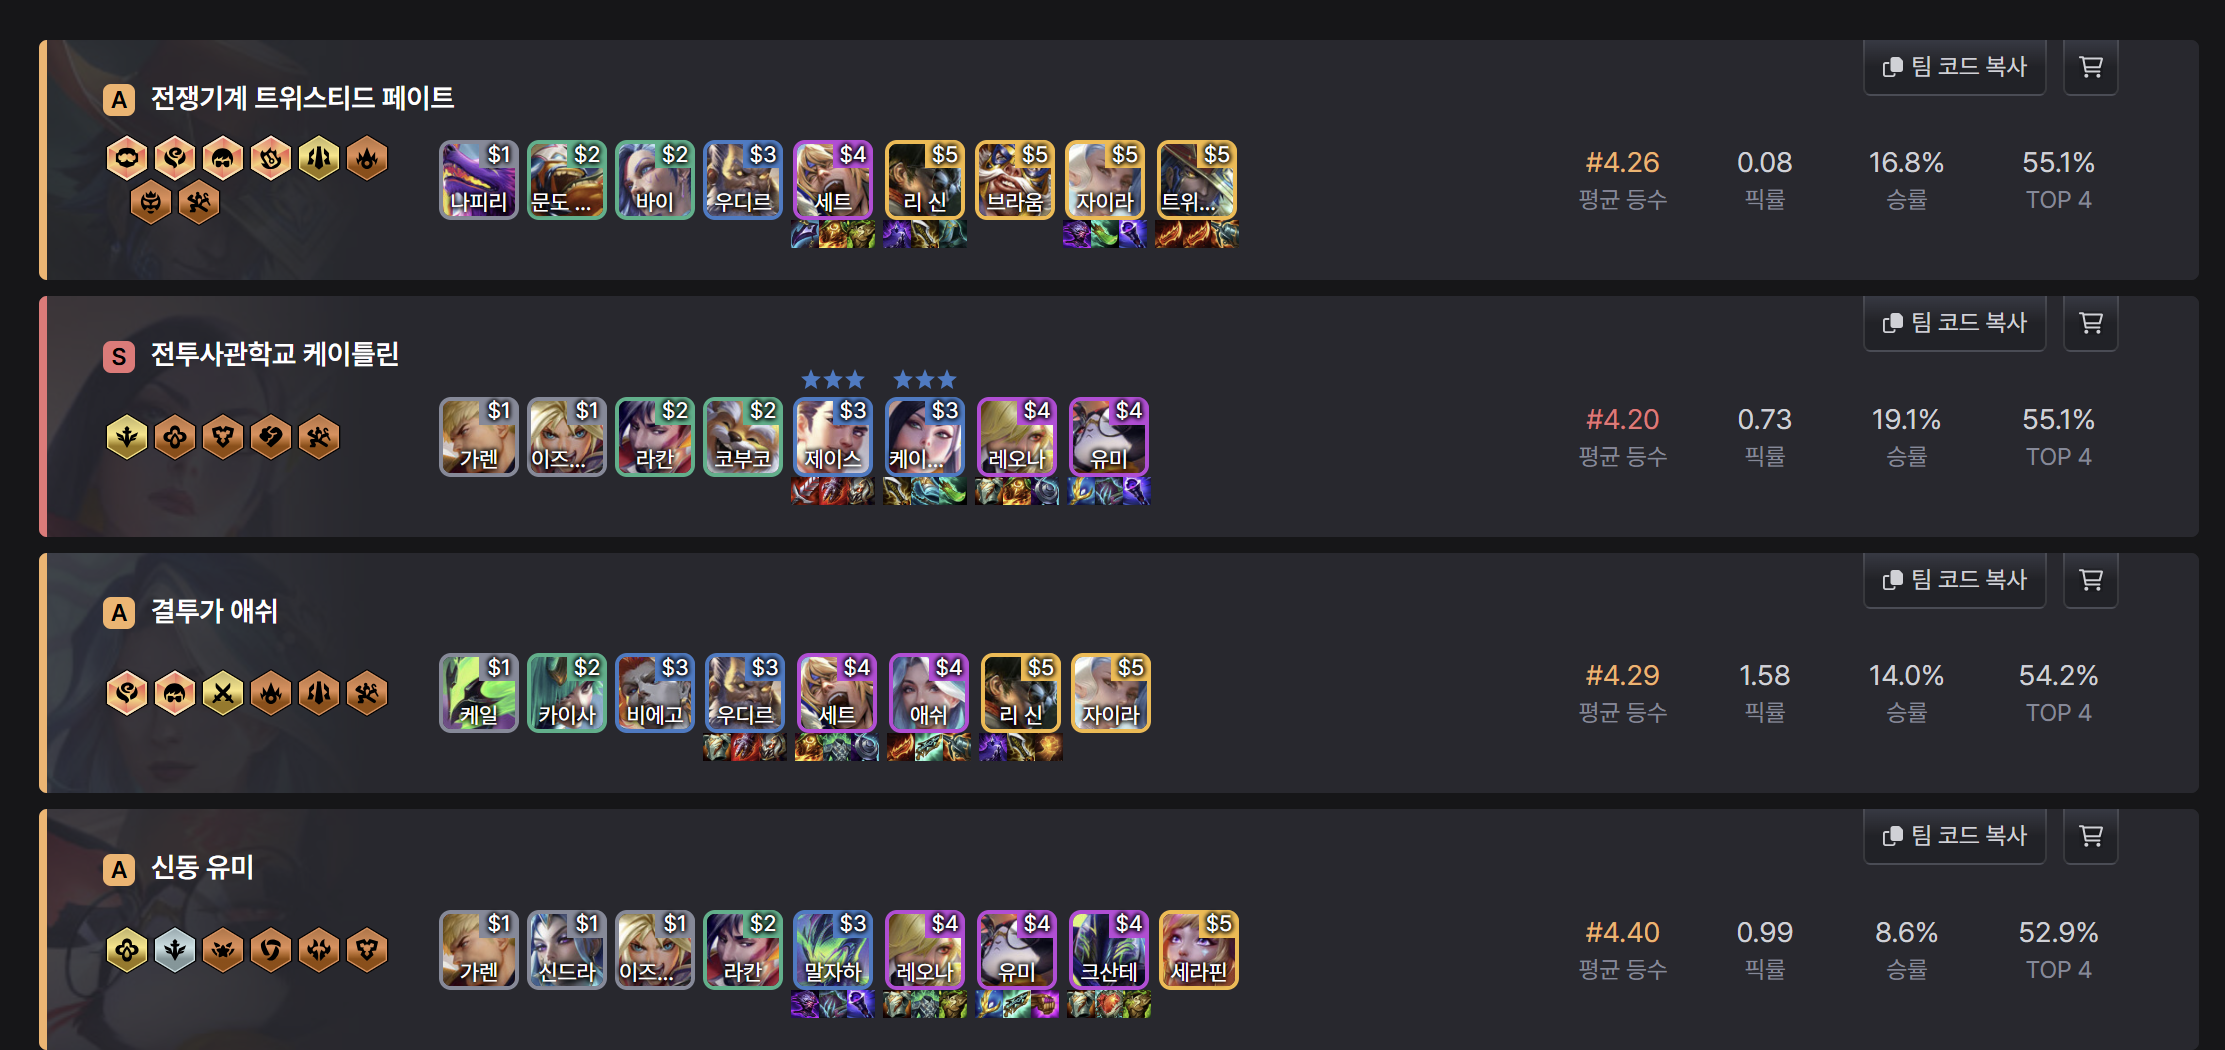 팀 코드 복사
A 전쟁기계 트위스티드 페이트
$1 $2 $2 $3 $4 $5 $5 $5 $5
나피리 문도 ... 바이 우디르 세트 리 신 브라움 자이라 트위...
#4.26 0.08 16.8% 55.1%
평균 등수 픽률 승률 TOP 4
팀 코드 복사
S 전투사관학교 케이틀린
$1 $1 $2 $2 $3 $3 $4 $4
가렌 이즈... 라칸 코부코 제이스 케이... 레오나 유미
#4.20 0.73 19.1% 55.1%
평균 등수 픽률 승률 TOP 4
팀 코드 복사
A 결투가 애쉬
$1 $2 $3 $3 $4 $4 $5 $5
케일 카이사 비에고 우디르 세트 애쉬 리 신 자이라
#4.29 1.58 14.0% 54.2%
평균 등수 픽률 승률 TOP 4
팀 코드 복사
A 신동 유미
$1 $1 $1 $2 $3 $4 $4 $4 $5
가렌 신드라 이즈... 라칸 말자하 레오나 유미 크산테 세라핀
#4.40 0.99 8.6% 52.9%
평균 등수 픽률 승률 TOP 4